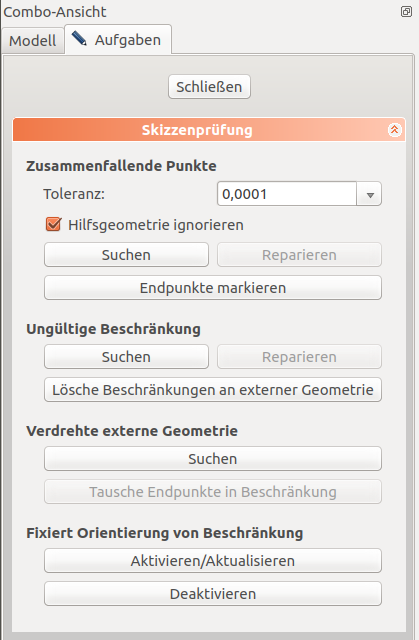 Combo-Ansicht
Modell Aufgaben
Schließen
Skizzenprüfung
Zusammenfallende Punkte
Toleranz: 0,0001
Hilfsgeometrie ignorieren
Suchen Reparieren
Endpunkte markieren
Ungültige Beschränkung
Suchen Reparieren
Lösche Beschränkungen an externer Geometrie
Verdrehte externe Geometrie
Suchen
Tausche Endpunkte in Beschränkung
Fixiert Orientierung von Beschränkung
Aktivieren/Aktualisieren
Deaktivieren